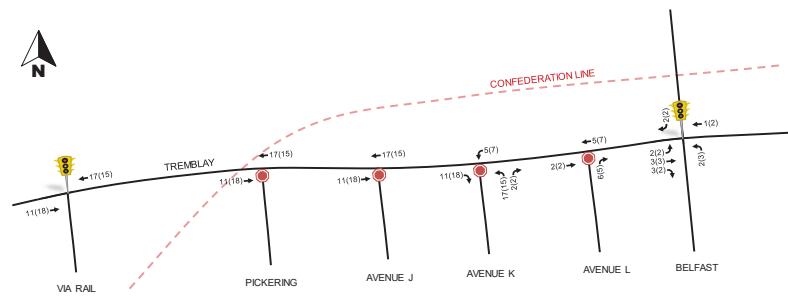 CONFEDERATION LINE
N
2(2)
1(2)
17(15)
TREMBLAY
17(15)
17(15)
5(7)
5(7)
11(18)
11(18)
11(18)
11(18)
17(15)
2(2)
2(2)
6(5)
2(2)
3(3)
3(2)
2(3)
VIA RAIL
PICKERING
AVENUE J
AVENUE K
AVENUE L
BELFAST